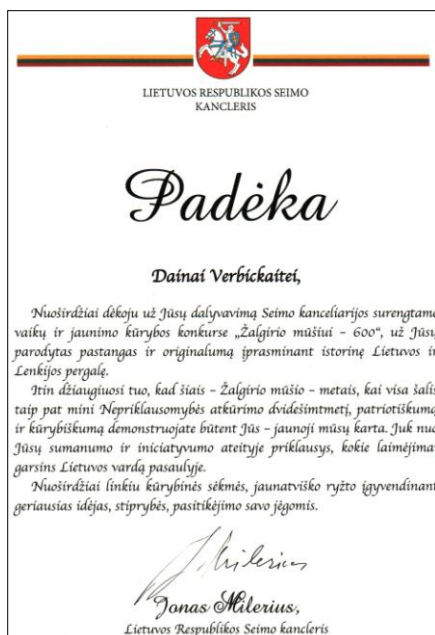 LIETUVOS RESPUBLIKOS SEIMO
KANCLERIS
Padėka
Dainai Verbickaitei,
Nuoširdžiai dėkoju už Jūsų dalyvavimą Seimo kanceliarijos surengtame
vaikų ir jaunimo kūrybos konkurse „Žalgirio mūšiui – 600“, už Jūsų
parodytas pastangas ir originalumą įprasminant istorinę Lietuvos ir
Lenkijos pergalę.
Itin džiaugiuosi tuo, kad šiais – Žalgirio mūšio – metais, kai visa šalis
taip pat mini Nepriklausomybės atkūrimo dvidešimtmetį, patriotiškumą
ir kūrybiškumą demonstruojate būtent Jūs – jaunoji mūsų karta. Juk nuo
Jūsų sumanumo ir iniciatyvumo ateityje priklausys, kokie laimėjimai
garsins Lietuvos vardą pasaulyje.
Nuoširdžiai linkiu kūrybinės sėkmės, jaunatviško ryžto įgyvendinant
geriausias idėjas, stiprybės, pasitikėjimo savo jėgomis.
J. Milerius
Jonas Milerius,
Lietuvos Respublikos Seimo kancleris